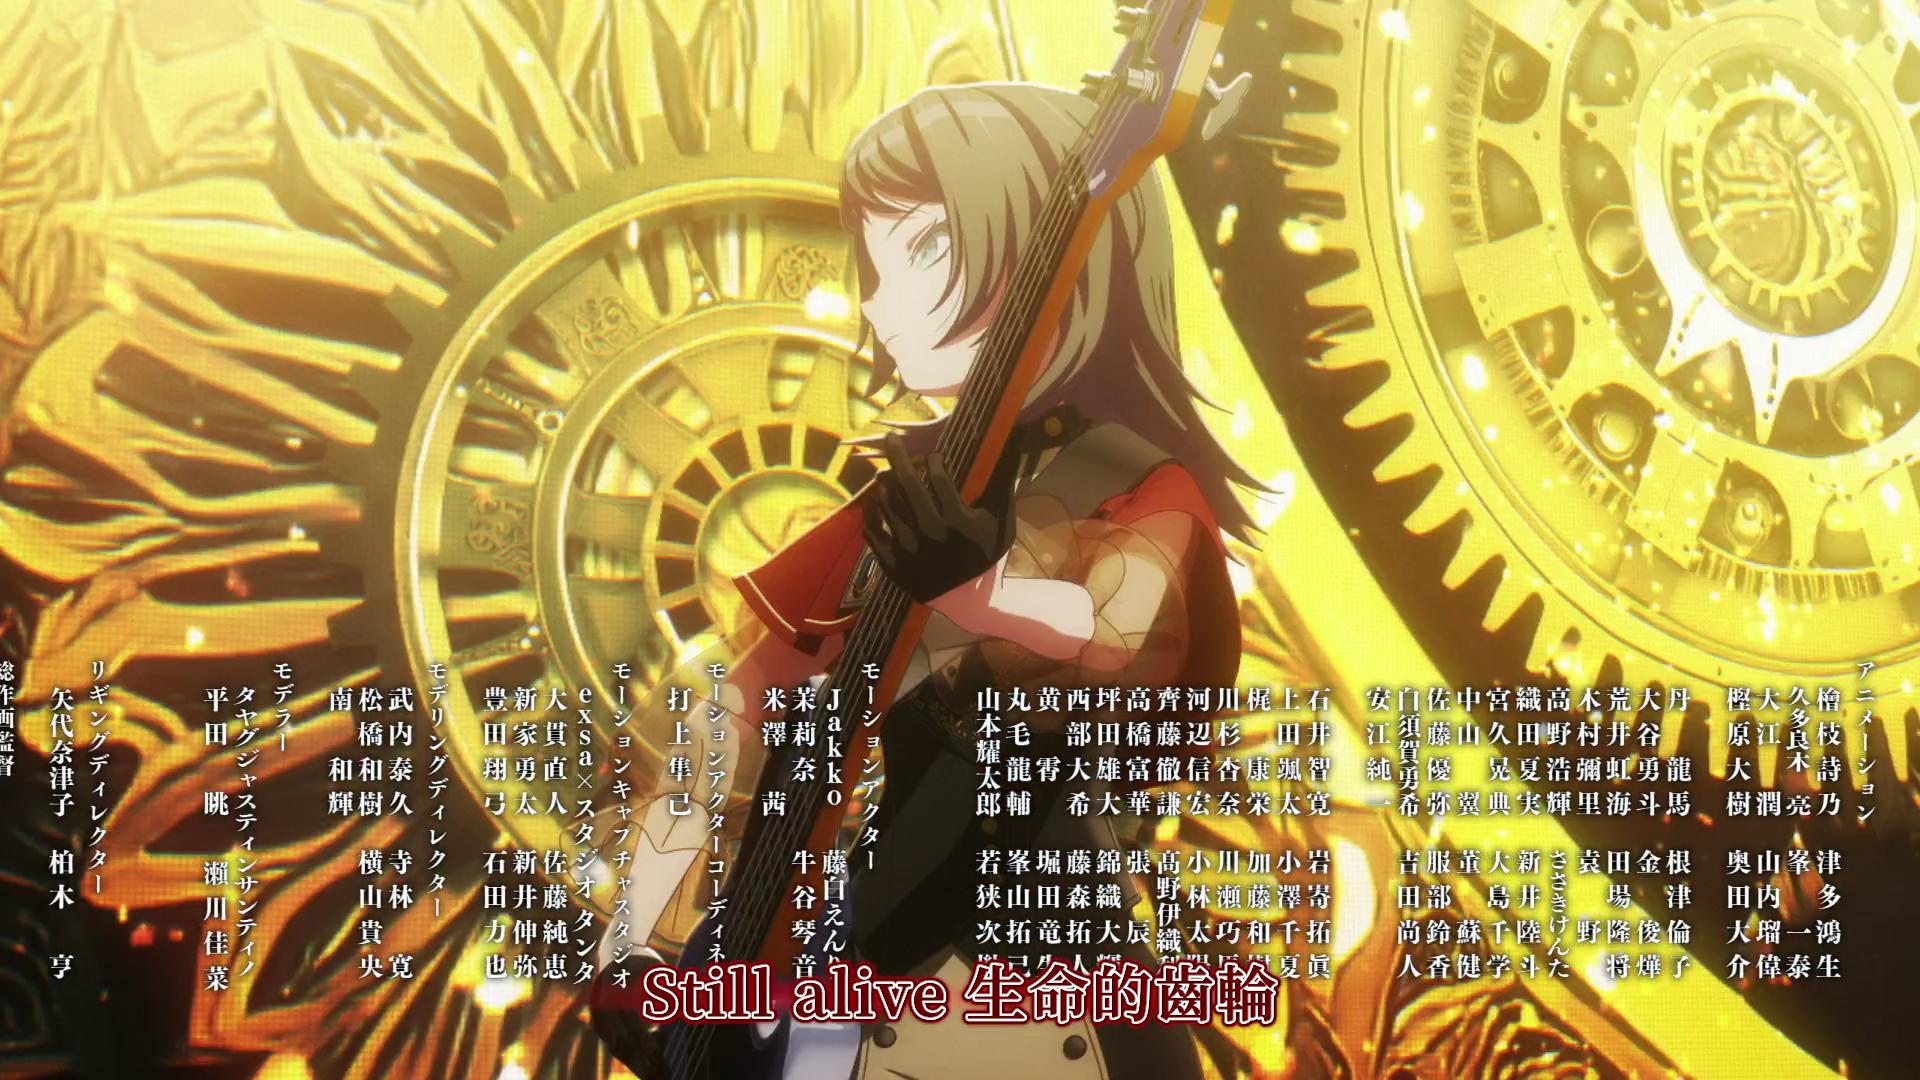 アニメーション
檜枝詩乃 津多鴻生
久多良木亮 峯一泰
大江潤 山内瑠偉
樫原大樹 奥田大介
丹龍馬 根津倫子
大谷勇斗 金俊燁
荒井虹海 田場隆将
木村彌里 袁野
高野浩輝 ささきけんた
織田夏実 新井陸斗
宮久晃典 大島千学
中山翼 董蘇健
佐藤優弥 服部鈴香
白須賀勇希 吉田尚人
安江純一
石井智寛 岩嵜拓眞
上田颯太 小澤千夏
梶康栄 加藤和
川杉杏奈 川瀬巧
河辺信宏 小林太
齊藤徹謙 髙野伊織
高橋富華 張辰
坪田雄大 錦織大
西部大希 藤森拓
黄霄 堀田竜
丸毛龍輔 峯山拓己
山本耀太郎 若狭次
モーションアクター
Jakko 藤白えん
茉莉奈 牛谷琴音
米澤茜
モーションアクターコーディネ
打上隼己
モーションキャプチャスタジオ
exsa×スタジオタンタ
大貫直人 佐藤純恵
新家勇太 新井伸弥
豊田翔弓 石田力也
モデリングディレクター
武内泰久 寺林寛
松橋和樹 横山貴央
南和輝
モデラー
タヤグジャスティンサンティノ
平田眺 瀬川佳菜
リギングディレクター
矢代奈津子 柏木亨
総作画監督
Still alive 生命的齒輪